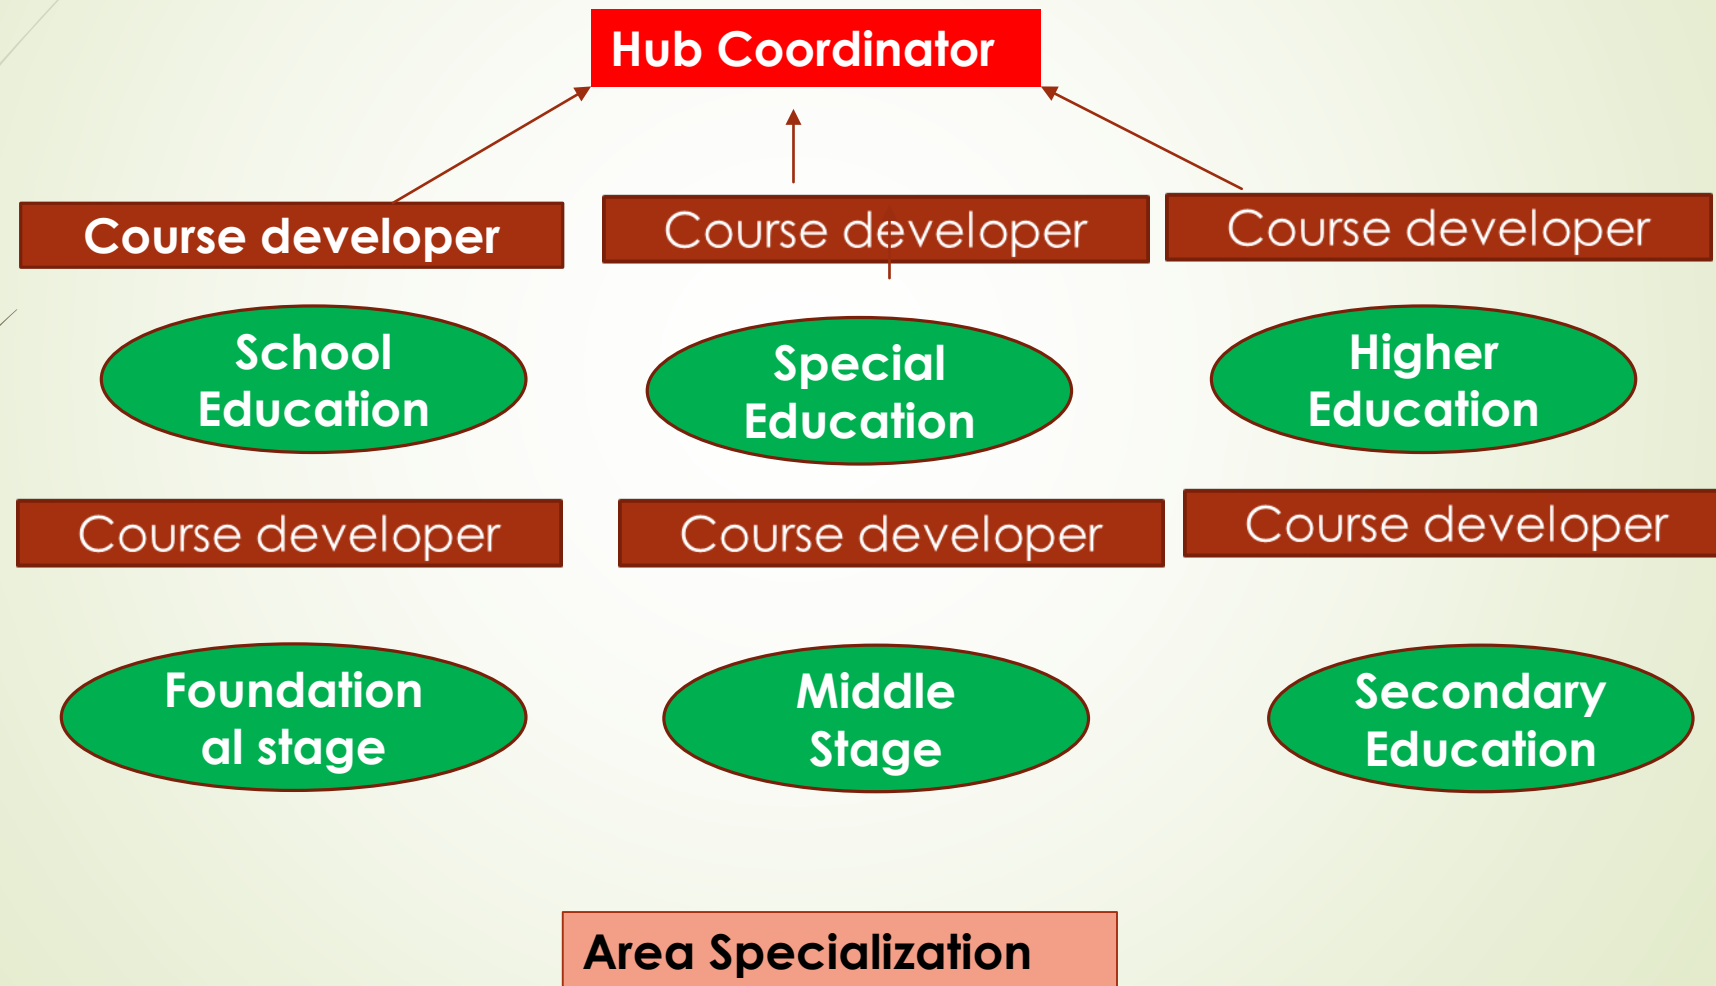 Hub Coordinator
Course developer
Course developer
Course developer
School
Education
Special
Education
Higher
Education
Course developer
Course developer
Course developer
Foundation
al stage
Middle
Stage
Secondary
Education
Area Specialization